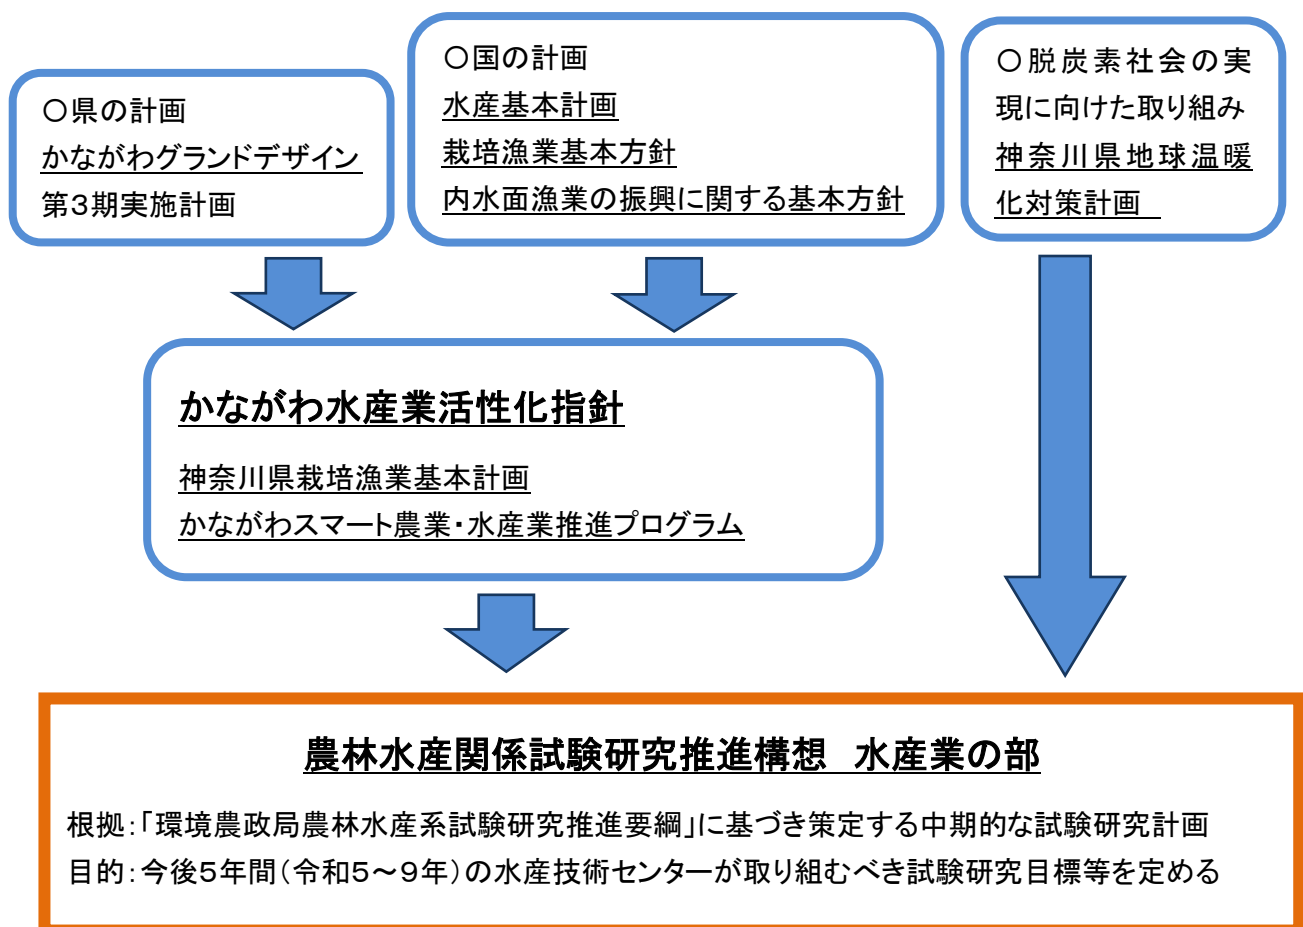 〇県の計画
かながわグランドデザイン
第3期実施計画
〇国の計画
水産基本計画
栽培漁業基本方針
内水面漁業の振興に関する基本方針
〇脱炭素社会の実
現に向けた取り組み
神奈川県地球温暖
化対策計画
かながわ水産業活性化指針
神奈川県栽培漁業基本計画
かながわスマート農業・水産業推進プログラム
農林水産関係試験研究推進構想　水産業の部
根拠:「環境農政局農林水産系試験研究推進要綱」に基づき策定する中期的な試験研究計画
目的:今後5年間(令和5~9年)の水産技術センターが取り組むべき試験研究目標等を定める